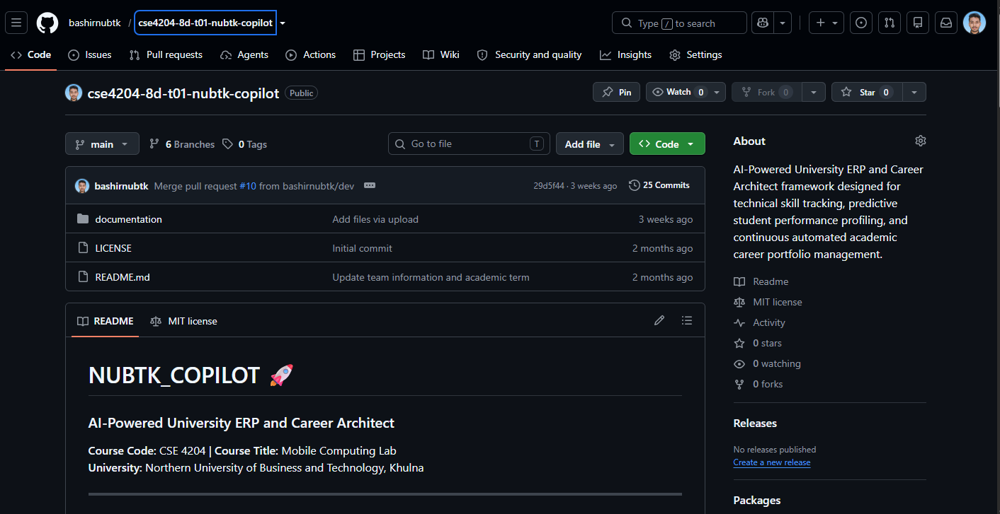 bashirnubtk / cse4204-8d-t01-nubtk-copilot
Type / to search
Code Issues Pull requests Agents Actions Projects Wiki Security and quality Insights Settings
cse4204-8d-t01-nubtk-copilot Public
Pin Watch 0 Fork 0 Star 0
main 6 Branches 0 Tags
Go to file T Add file Code
bashirnubtk Merge pull request #10 from bashirnubtk/dev 29d5f44 · 3 weeks ago 25 Commits
documentation Add files via upload 3 weeks ago
LICENSE Initial commit 2 months ago
README.md Update team information and academic term 2 months ago
README MIT license
NUBTK_COPILOT 🚀
AI-Powered University ERP and Career Architect
Course Code: CSE 4204 | Course Title: Mobile Computing Lab
University: Northern University of Business and Technology, Khulna
About
AI-Powered University ERP and Career
Architect framework designed for
technical skill tracking, predictive
student performance profiling, and
continuous automated academic
career portfolio management.
Readme
MIT license
Activity
0 stars
0 watching
0 forks
Releases
No releases published
Create a new release
Packages